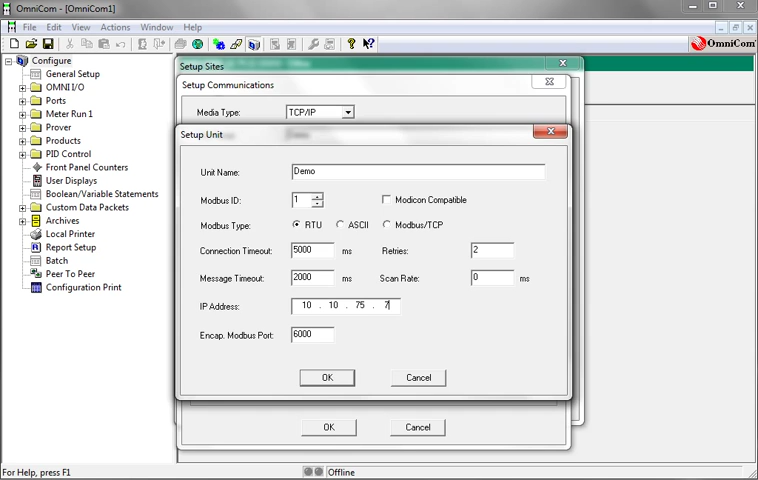 OmniCom - [OmniCom1]
File Edit View Actions Window Help
OmniCom
Configure
General Setup
OMNI I/O
Ports
Meter Run 1
Prover
Products
PID Control
Front Panel Counters
User Displays
Boolean/Variable Statements
Custom Data Packets
Archives
Local Printer
Report Setup
Batch
Peer To Peer
Configuration Print
Setup Sites
Setup Communications
Media Type: TCP/IP
Setup Unit
Unit Name: Demo
Modbus ID: 1 Modicon Compatible
Modbus Type: RTU ASCII Modbus/TCP
Connection Timeout: 5000 ms Retries: 2
Message Timeout: 2000 ms Scan Rate: 0 ms
IP Address: 10 . 10 . 75 . 7
Encap. Modbus Port: 6000
OK Cancel
OK Cancel
For Help, press F1 Offline